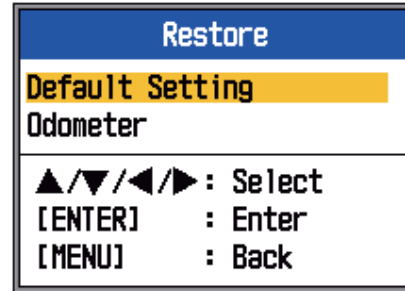 Restore
Default Setting
Odometer
▲/▼/◀/▶: Select
[ENTER] : Enter
[MENU] : Back